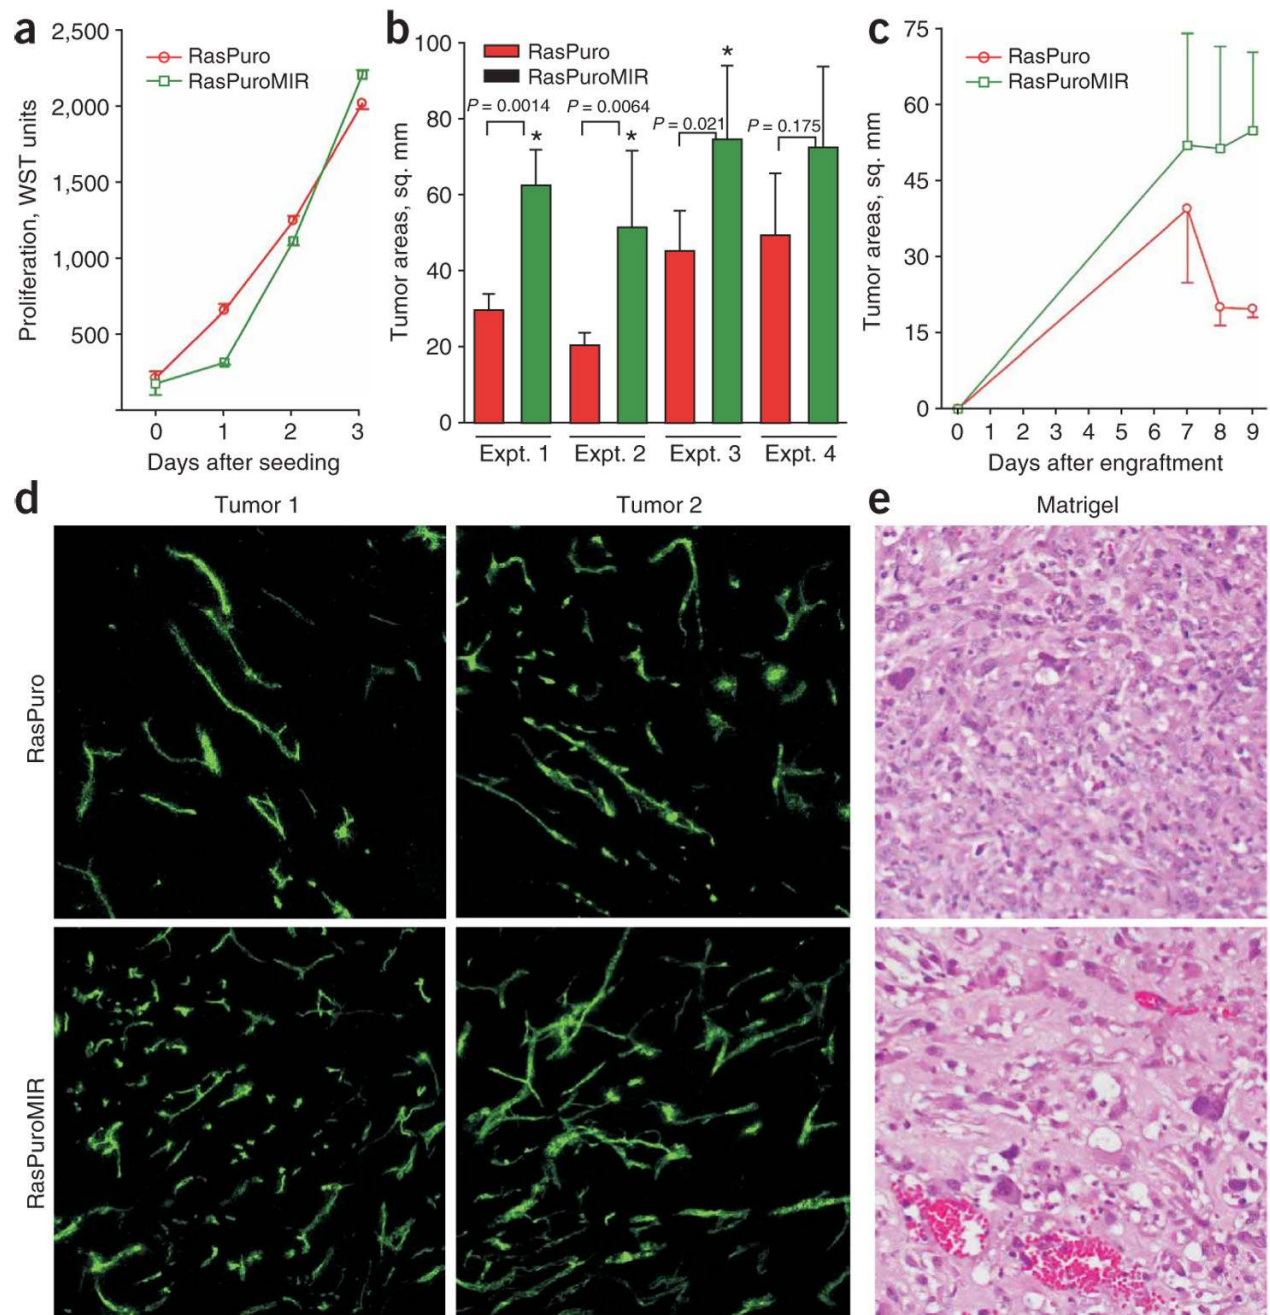 a
2,500
2,000
1,500
1,000
500
Proliferation, WST units
RasPuro
RasPuroMIR
0 1 2 3
Days after seeding
b
100
80
60
40
20
0
Tumor areas, sq. mm
RasPuro
RasPuroMIR
P = 0.0014
*
P = 0.0064
*
P = 0.021
*
P = 0.175
Expt. 1 Expt. 2 Expt. 3 Expt. 4
c
75
60
45
30
15
0
Tumor areas, sq. mm
RasPuro
RasPuroMIR
0 1 2 3 4 5 6 7 8 9
Days after engraftment
d
Tumor 1
Tumor 2
RasPuro
RasPuroMIR
e
Matrigel